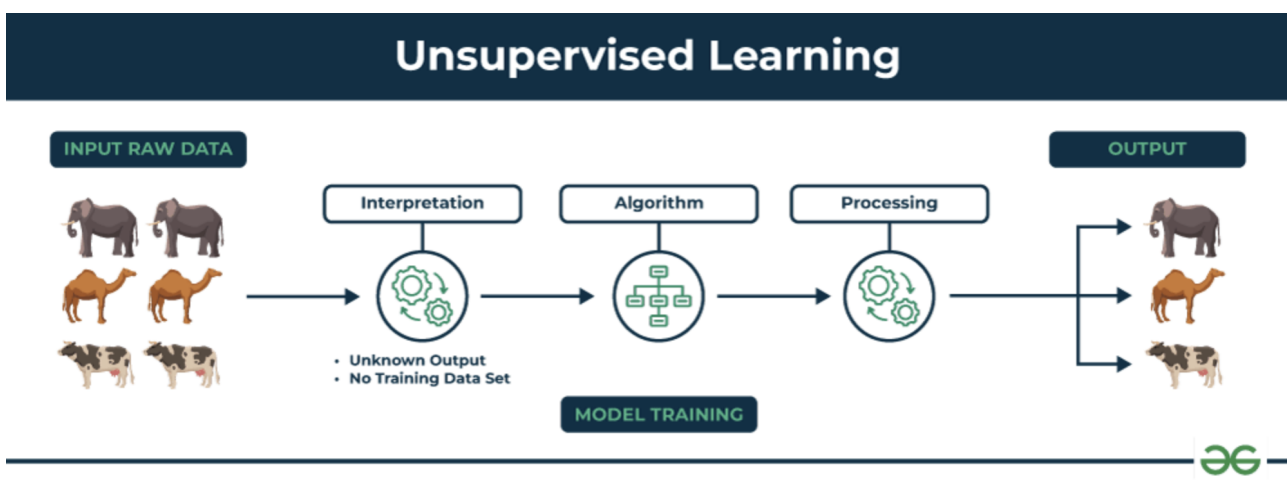 Unsupervised Learning
INPUT RAW DATA
OUTPUT
Interpretation
Algorithm
Processing
• Unknown Output
• No Training Data Set
MODEL TRAINING